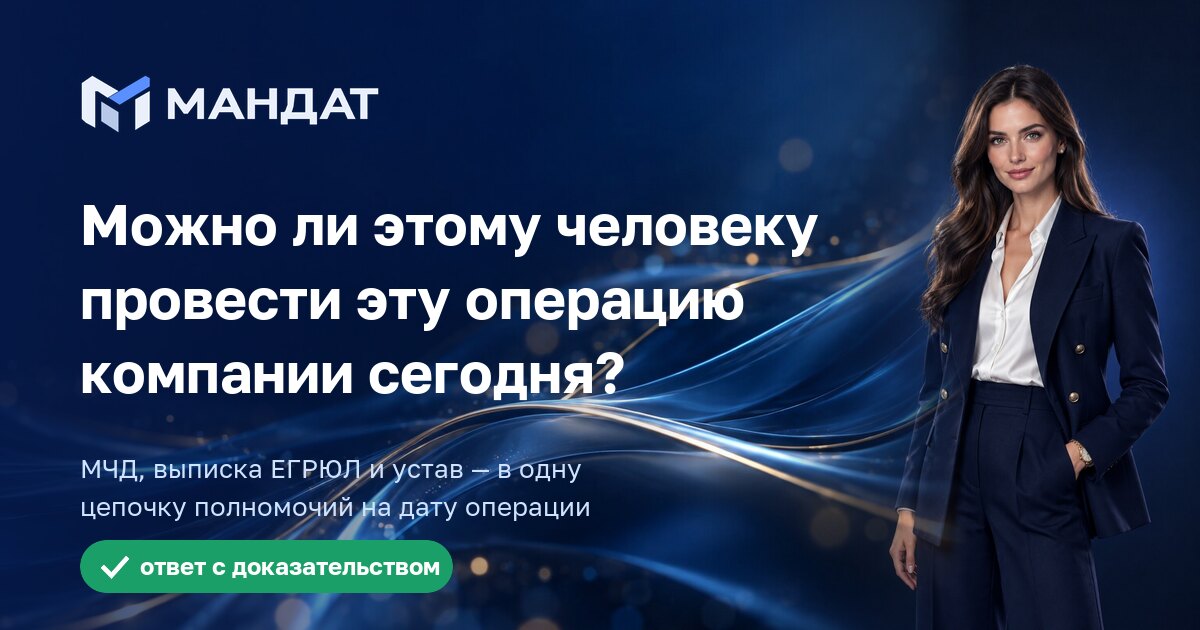 МАНДАТ
Можно ли этому человеку
провести эту операцию
компании сегодня?
МЧД, выписка ЕГРЮЛ и устав — в одну
цепочку полномочий на дату операции
ответ с доказательством